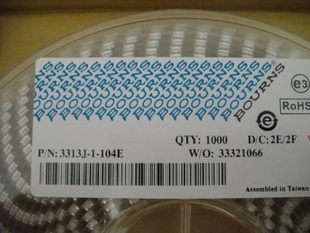 BOURNS
e3
RoHS
QTY: 1000 D/C: 2E/2F
P/N: 3313J-1-104E W/O: 33321066
Assembled in Taiwan